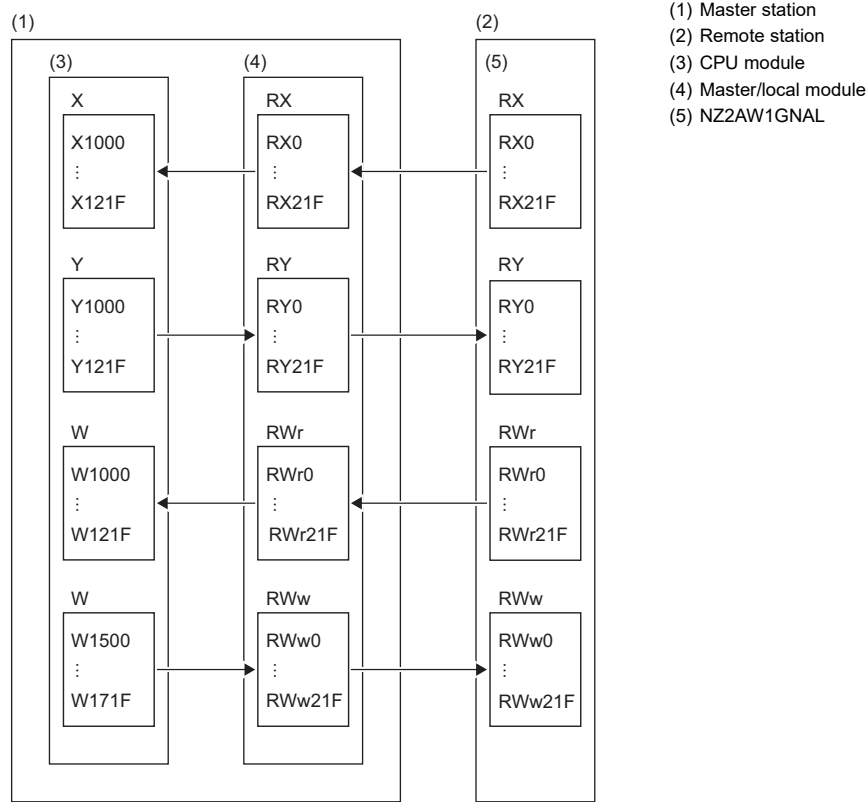 (1)
(2)
(3)
(4)
(5)
X
RX
RX
X1000
RX0
RX0
⋮
⋮
⋮
X121F
RX21F
RX21F
Y
RY
RY
Y1000
RY0
RY0
⋮
⋮
⋮
Y121F
RY21F
RY21F
W
RWr
RWr
W1000
RWr0
RWr0
⋮
⋮
⋮
W121F
RWr21F
RWr21F
W
RWw
RWw
W1500
RWw0
RWw0
⋮
⋮
⋮
W171F
RWw21F
RWw21F
(1) Master station
(2) Remote station
(3) CPU module
(4) Master/local module
(5) NZ2AW1GNAL